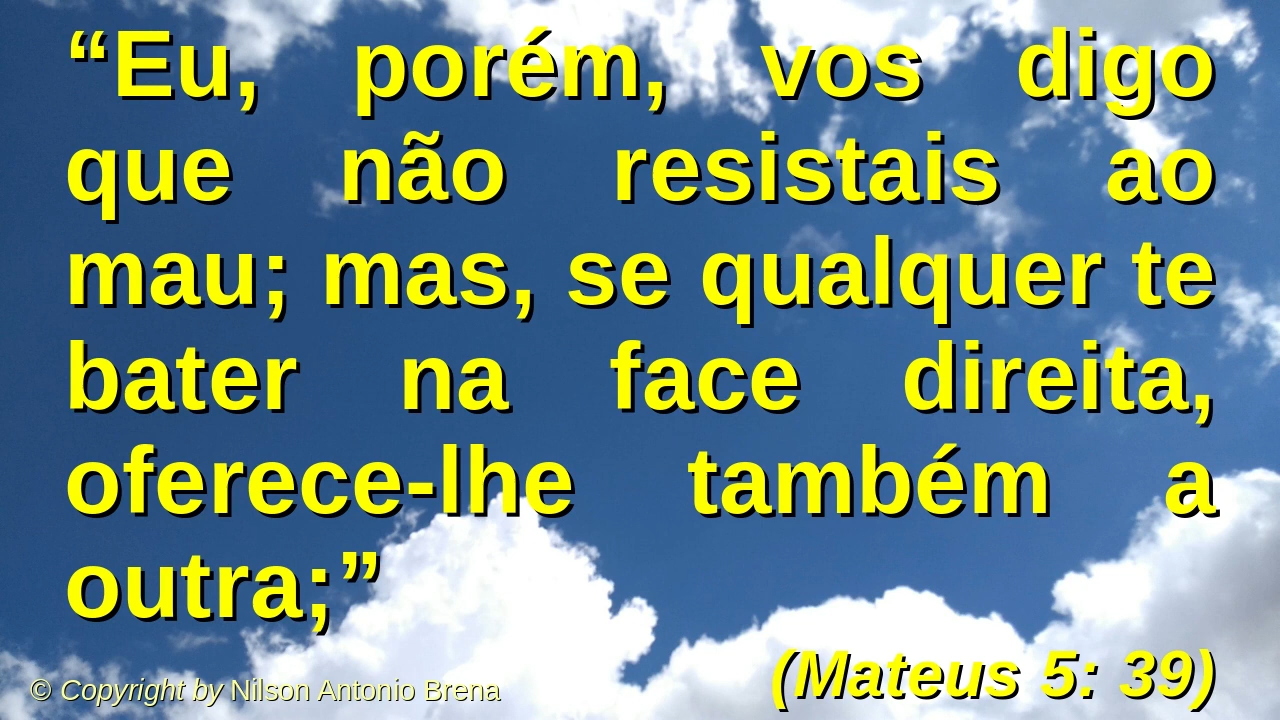 “Eu, porém, vos digo
que não resistais ao
mau; mas, se qualquer te
bater na face direita,
oferece-lhe também a
outra;”
(Mateus 5: 39)
© Copyright by Nilson Antonio Brena